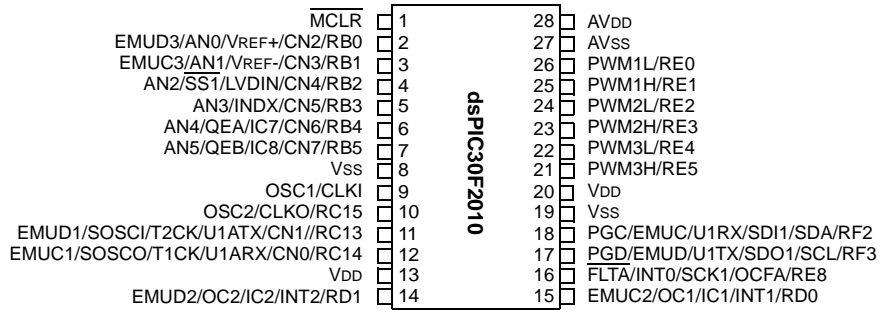 MCLR 1 28 AVDD
EMUD3/AN0/VREF+/CN2/RB0 2 27 AVSS
EMUC3/AN1/VREF-/CN3/RB1 3 26 PWM1L/RE0
AN2/SS1/LVDIN/CN4/RB2 4 25 PWM1H/RE1
AN3/INDX/CN5/RB3 5 24 PWM2L/RE2
AN4/QEA/IC7/CN6/RB4 6 23 PWM2H/RE3
AN5/QEB/IC8/CN7/RB5 7 22 PWM3L/RE4
VSS 8 21 PWM3H/RE5
OSC1/CLKI 9 20 VDD
OSC2/CLKO/RC15 10 19 VSS
EMUD1/SOSCI/T2CK/U1ATX/CN1//RC13 11 18 PGC/EMUC/U1RX/SDI1/SDA/RF2
EMUC1/SOSCO/T1CK/U1ARX/CN0/RC14 12 17 PGD/EMUD/U1TX/SDO1/SCL/RF3
VDD 13 16 FLTA/INT0/SCK1/OCFA/RE8
EMUD2/OC2/IC2/INT2/RD1 14 15 EMUC2/OC1/IC1/INT1/RD0
dsPIC30F2010